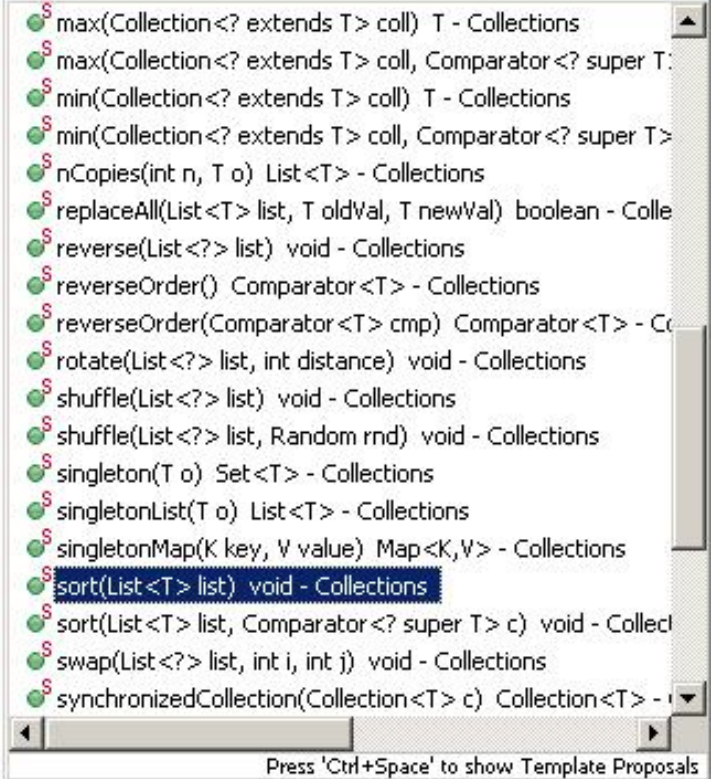 S max(Collection<? extends T> coll)  T - Collections
S max(Collection<? extends T> coll, Comparator<? super T
S min(Collection<? extends T> coll)  T - Collections
S min(Collection<? extends T> coll, Comparator<? super T>
S nCopies(int n, T o)  List<T> - Collections
S replaceAll(List<T> list, T oldVal, T newVal)  boolean - Colle
S reverse(List<?> list)  void - Collections
S reverseOrder()  Comparator<T> - Collections
S reverseOrder(Comparator<T> cmp)  Comparator<T> - Co
S rotate(List<?> list, int distance)  void - Collections
S shuffle(List<?> list)  void - Collections
S shuffle(List<?> list, Random rnd)  void - Collections
S singleton(T o)  Set<T> - Collections
S singletonList(T o)  List<T> - Collections
S singletonMap(K key, V value)  Map<K,V> - Collections
S sort(List<T> list)  void - Collections
S sort(List<T> list, Comparator<? super T> c)  void - Collect
S swap(List<?> list, int i, int j)  void - Collections
S synchronizedCollection(Collection<T> c)  Collection<T> -
Press 'Ctrl+Space' to show Template Proposals